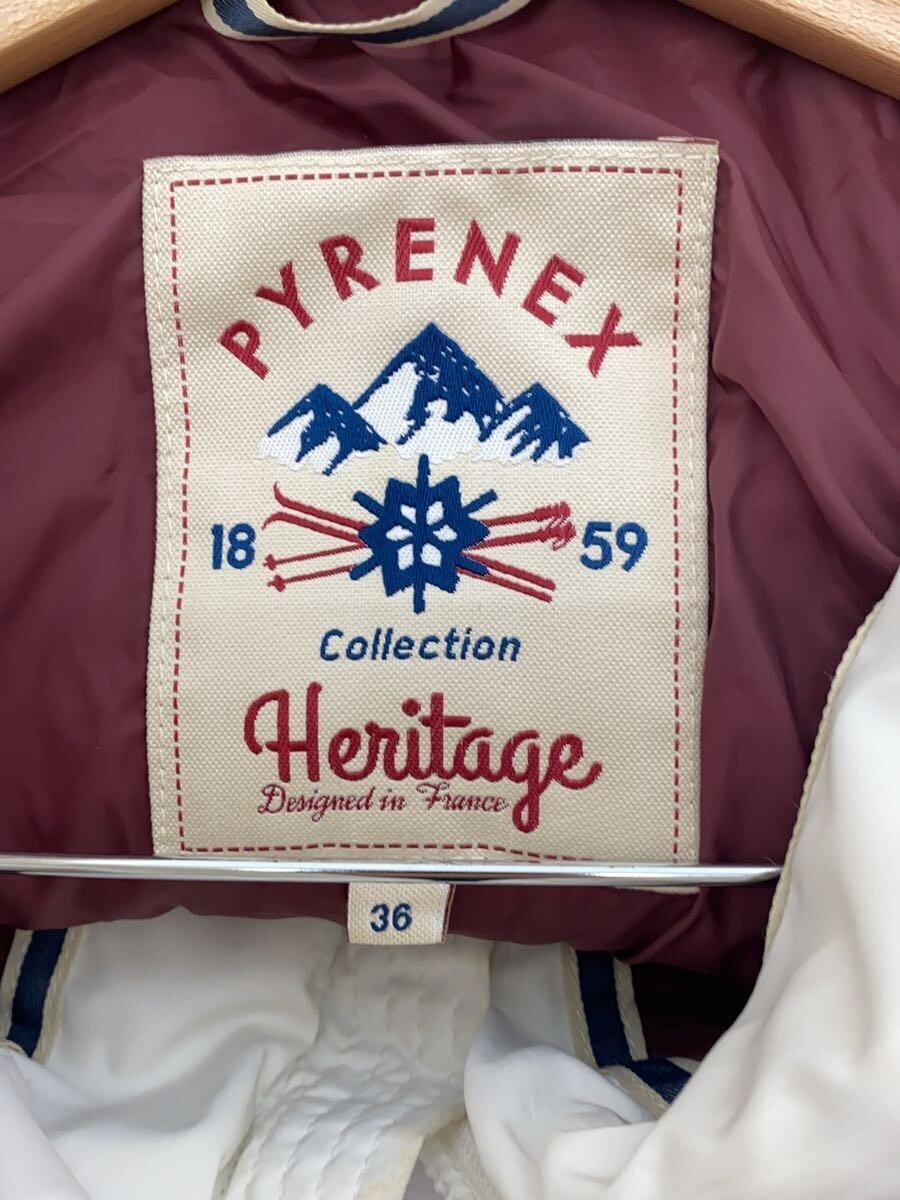 PYRENEX
18 59
Collection
Heritage
Designed in France
36